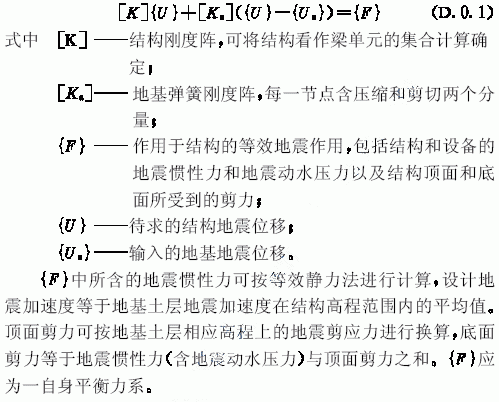 [K]{U}+[Ka]({U}-{Ua})={F} (D.0.1)
式中 [K]——结构刚度阵,可将结构看作梁单元的集合计算确
定;
[Ka]——地基弹簧刚度阵,每一节点含压缩和剪切两个分
量;
{F}——作用于结构的等效地震作用,包括结构和设备的
地震惯性力和地震动水压力以及结构顶面和底
面所受到的剪力;
{U}——待求的结构地震位移;
{Ua}——输入的地基地震位移。
{F}中所含的地震惯性力可按等效静力法进行计算,设计地
震加速度等于地基土层地震加速度在结构高程范围内的平均值。
顶面剪力可按地基土层相应高程上的地震剪应力进行换算,底面
剪力等于地震惯性力(含地震动水压力)与顶面剪力之和。{F}应
为一自身平衡力系。